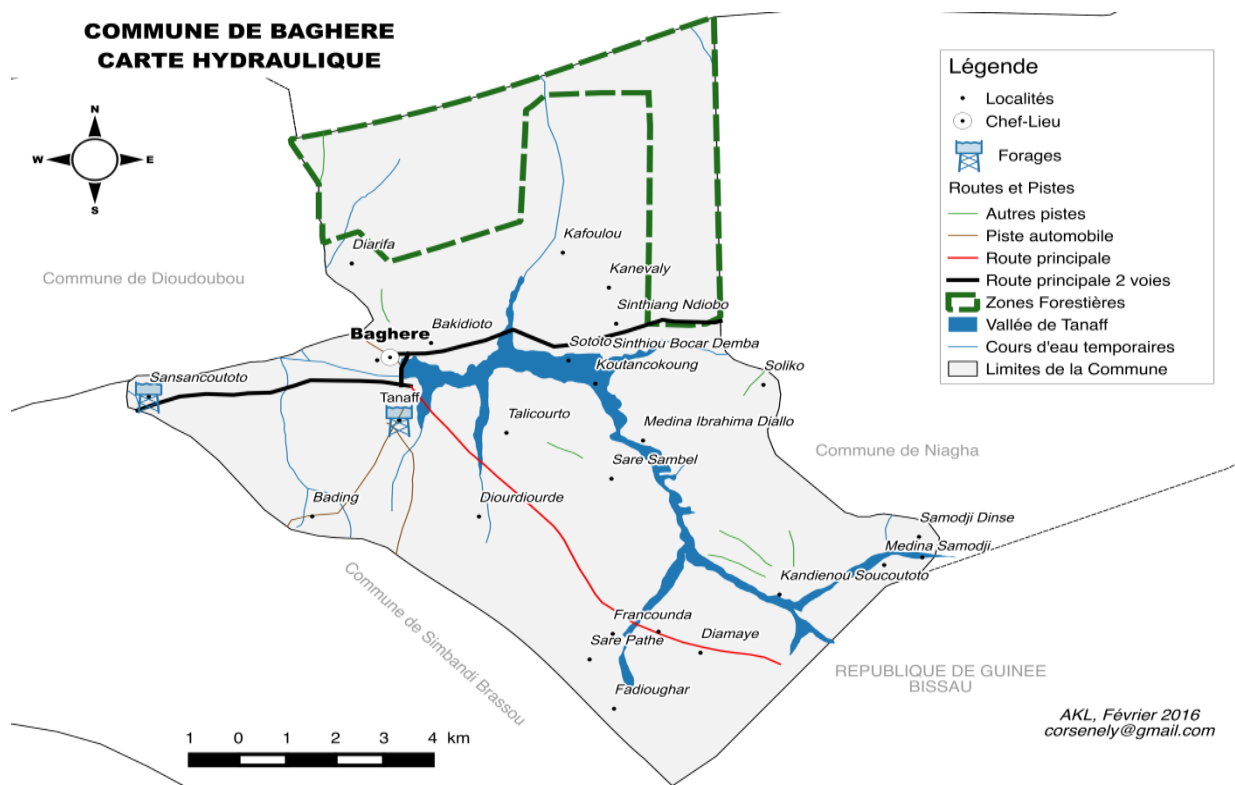 COMMUNE DE BAGHERE
CARTE HYDRAULIQUE
N
W
E
S
Légende
Localités
Chef-Lieu
Forages
Routes et Pistes
Autres pistes
Piste automobile
Route principale
Route principale 2 voies
Zones Forestières
Vallée de Tanaff
Cours d'eau temporaires
Limites de la Commune
Commune de Dioudoubou
Diarifa
Kafoulou
Kanevaly
Sinthiang Ndiobo
Bakidioto
Baghere
Sototo
Sinthiou Bocar Demba
Koutancokoung
Soliko
Sansancoutoto
Tanaff
Talicourto
Medina Ibrahima Diallo
Commune de Niagha
Sare Sambel
Bading
Diourdiourde
Samodji Dinse
Medina Samodji
Kandienou Soucoutoto
Commune de Simbandi Brassou
Francounda
Sare Pathe
Diamaye
Fadioughar
REPUBLIQUE DE GUINEE
BISSAU
AKL, Février 2016
corsenely@gmail.com
1 0 1 2 3 4 km